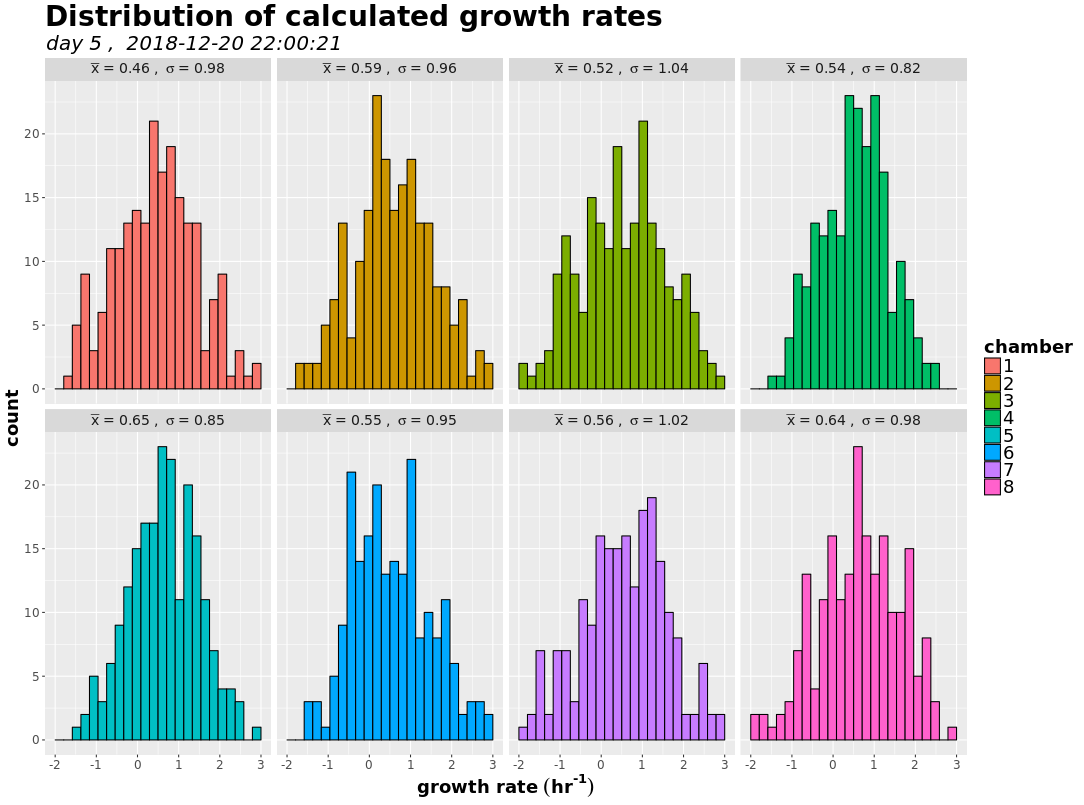 Distribution of calculated growth rates
day 5 ,  2018-12-20 22:00:21
x̅ = 0.46 ,  σ = 0.98
x̅ = 0.59 ,  σ = 0.96
x̅ = 0.52 ,  σ = 1.04
x̅ = 0.54 ,  σ = 0.82
20
15
10
5
0
x̅ = 0.65 ,  σ = 0.85
x̅ = 0.55 ,  σ = 0.95
x̅ = 0.56 ,  σ = 1.02
x̅ = 0.64 ,  σ = 0.98
20
15
10
5
0
-2 -1 0 1 2 3
-2 -1 0 1 2 3
-2 -1 0 1 2 3
-2 -1 0 1 2 3
count
growth rate (hr⁻¹)
chamber
1
2
3
4
5
6
7
8